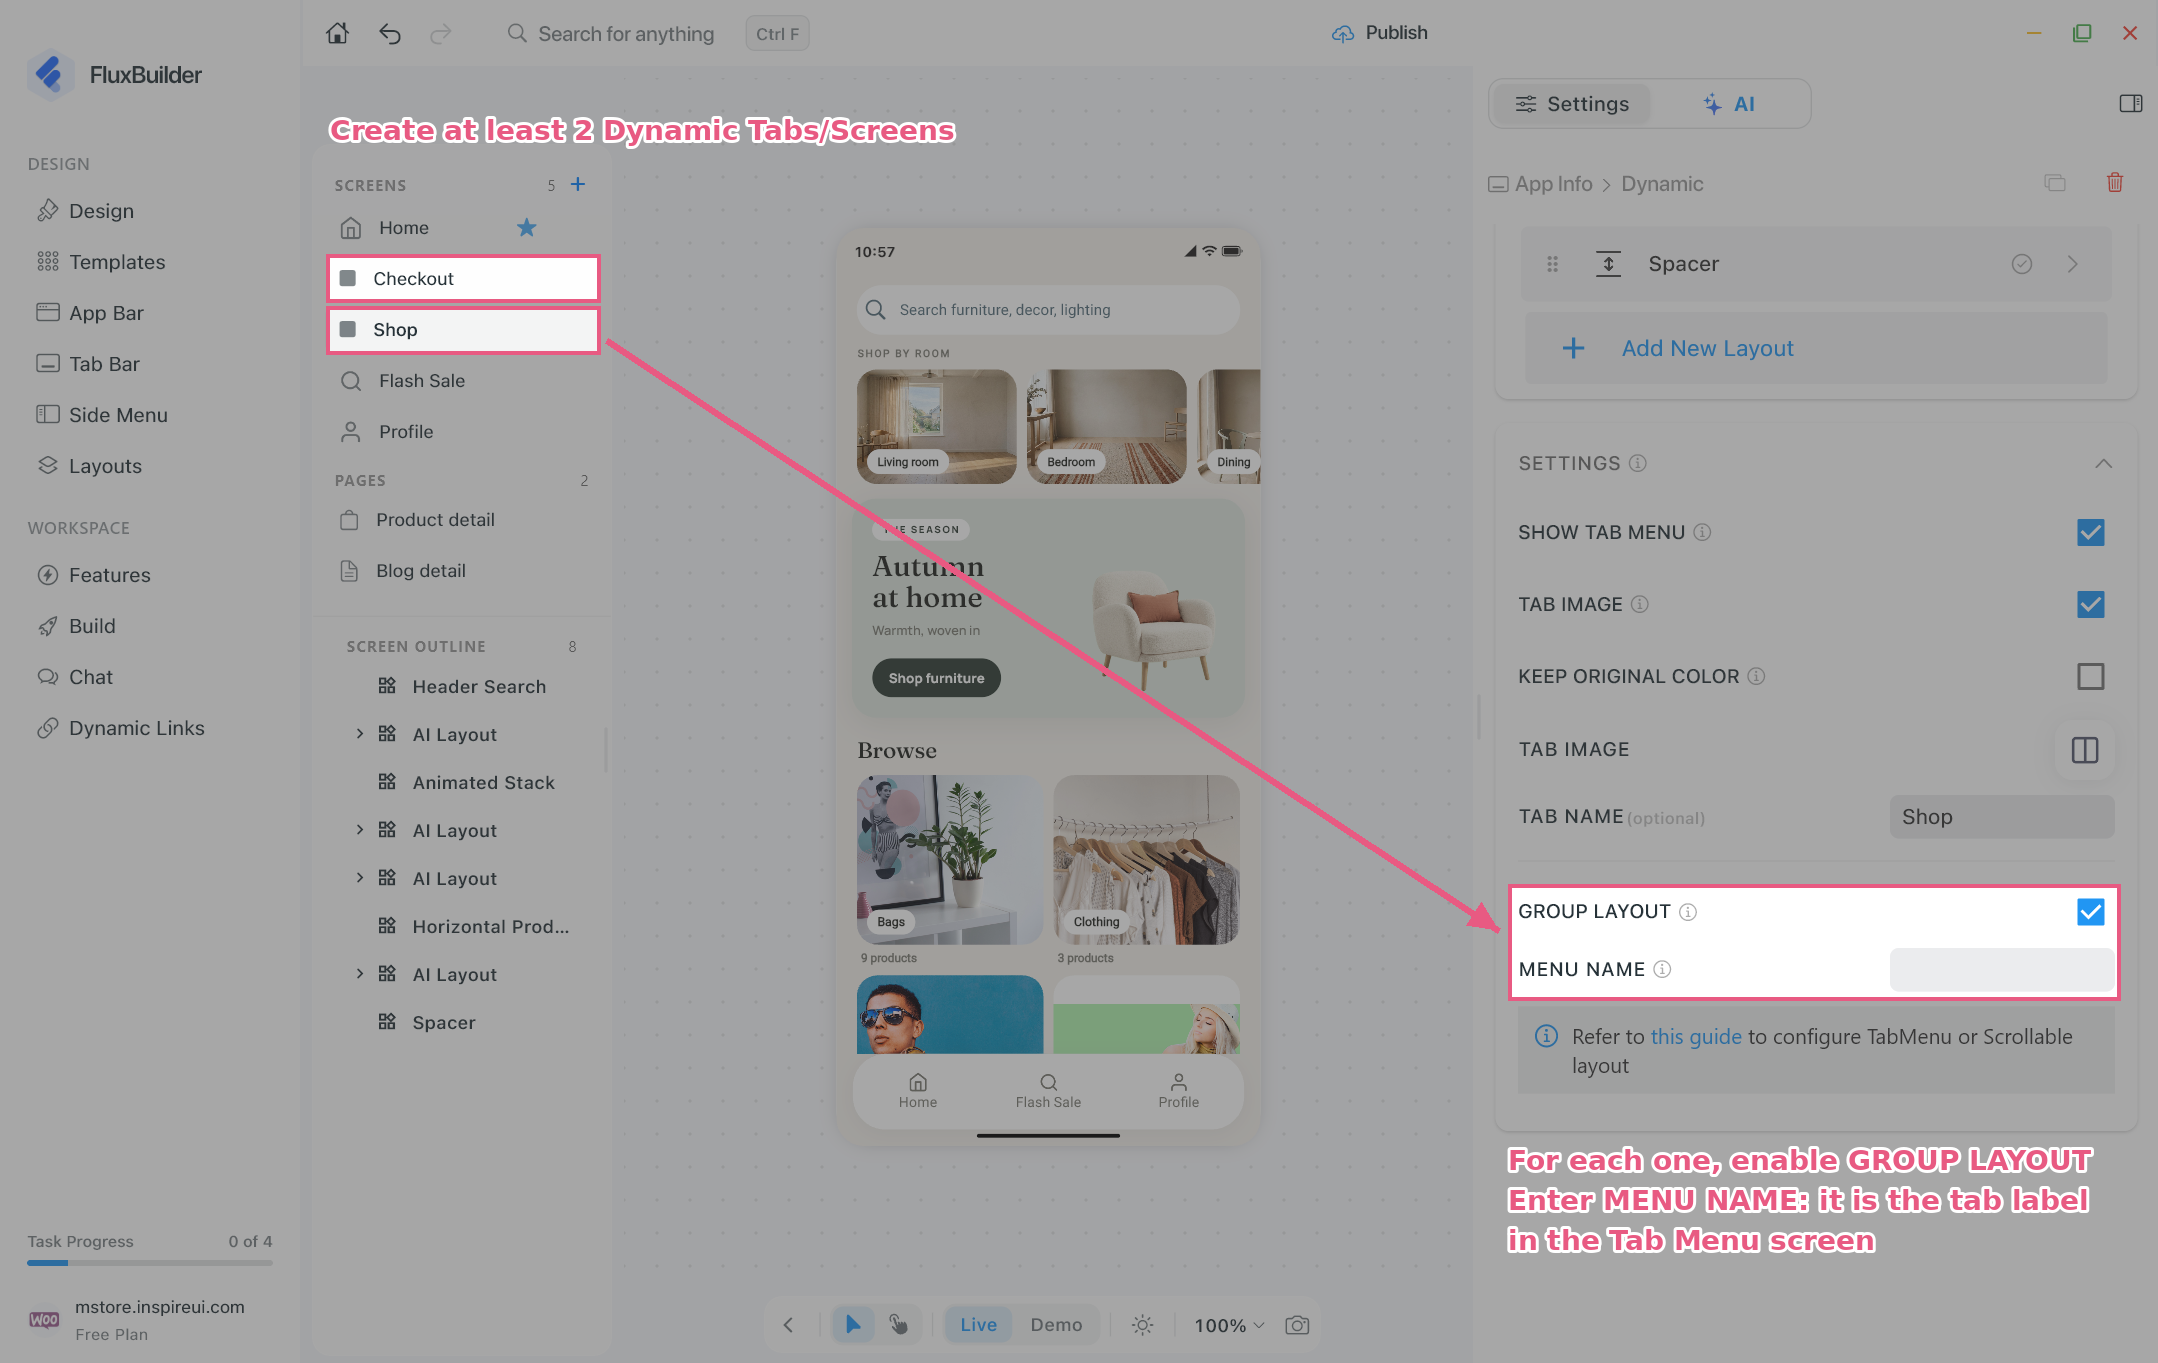 Search for anything
Ctrl F
Publish
FluxBuilder
Settings
AI
Create at least 2 Dynamic Tabs/Screens
DESIGN
Design
Templates
App Bar
Tab Bar
Side Menu
Layouts
WORKSPACE
Features
Build
Chat
Dynamic Links
Task Progress
0 of 4
Woo
mstore.inspireui.com
Free Plan
SCREENS
5
Home
Checkout
Shop
Flash Sale
Profile
PAGES
2
Product detail
Blog detail
SCREEN OUTLINE
8
Header Search
AI Layout
Animated Stack
AI Layout
AI Layout
Horizontal Prod...
AI Layout
Spacer
10:57
Search furniture, decor, lighting
SHOP BY ROOM
Living room
Bedroom
Dining
SEASON
Autumn
at home
Warmth, woven in
Shop furniture
Browse
Bags
Clothing
9 products
3 products
Home
Flash Sale
Profile
Live
Demo
100%
App Info > Dynamic
Spacer
Add New Layout
SETTINGS
SHOW TAB MENU
TAB IMAGE
KEEP ORIGINAL COLOR
TAB IMAGE
TAB NAME (optional)
Shop
GROUP LAYOUT
MENU NAME
Refer to this guide to configure TabMenu or Scrollable
layout
For each one, enable GROUP LAYOUT
Enter MENU NAME: it is the tab label
in the Tab Menu screen